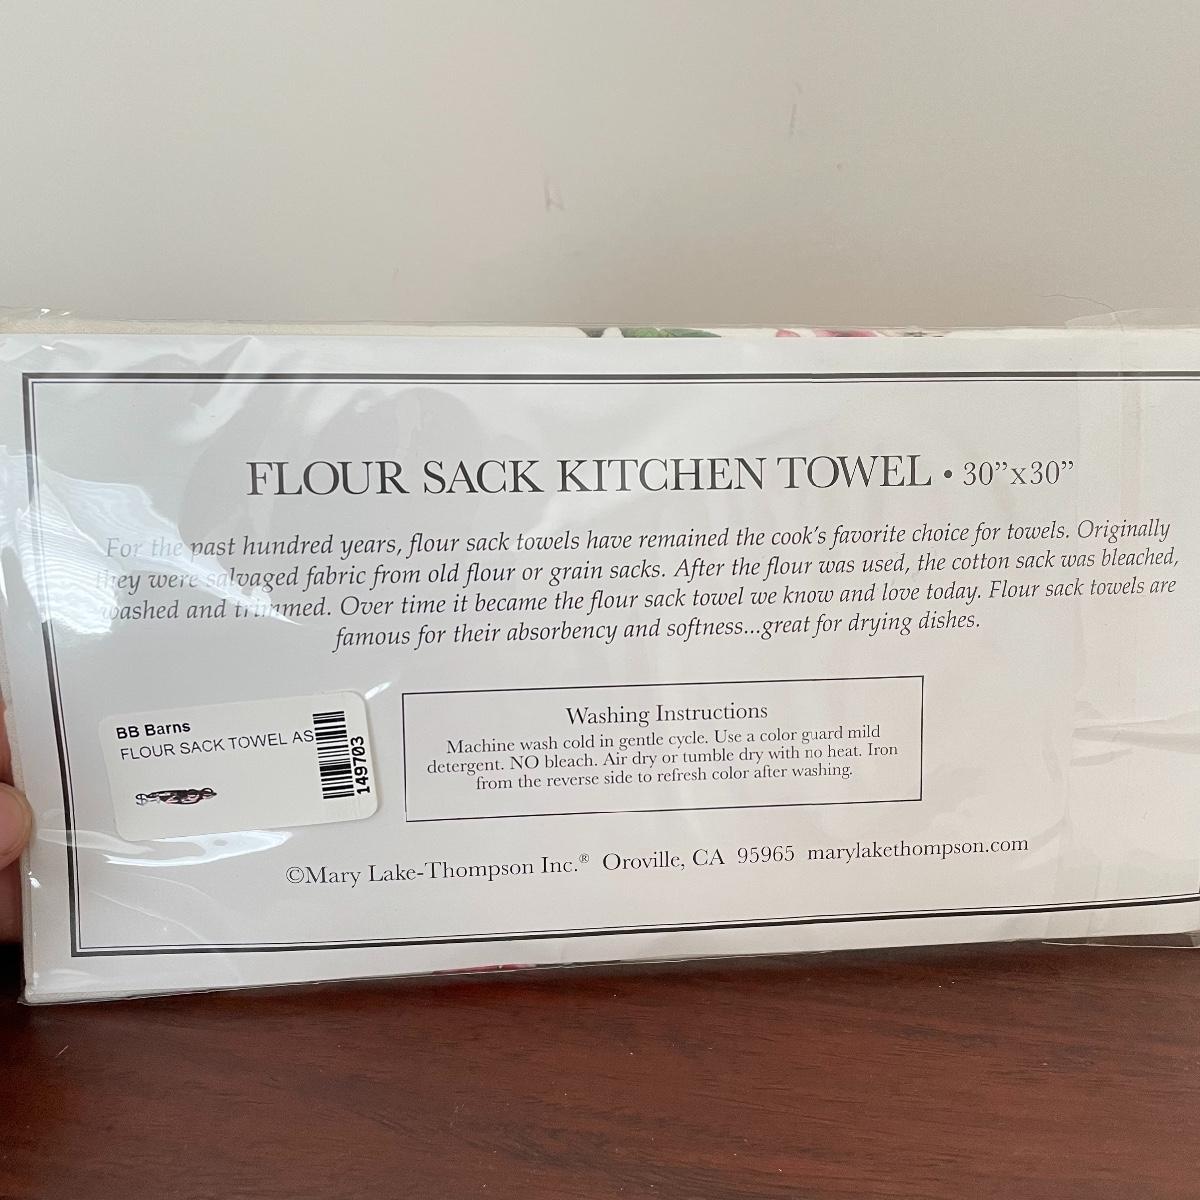 FLOUR SACK KITCHEN TOWEL • 30”x30”
For the past hundred years, flour sack towels have remained the cook’s favorite choice for towels. Originally
they were salvaged fabric from old flour or grain sacks. After the flour was used, the cotton sack was bleached,
washed and trimmed. Over time it became the flour sack towel we know and love today. Flour sack towels are
famous for their absorbency and softness...great for drying dishes.
BB Barns
FLOUR SACK TOWEL AS
$
149703
Washing Instructions
Machine wash cold in gentle cycle. Use a color guard mild
detergent. NO bleach. Air dry or tumble dry with no heat. Iron
from the reverse side to refresh color after washing.
©Mary Lake-Thompson Inc.® Oroville, CA 95965 marylakethompson.com